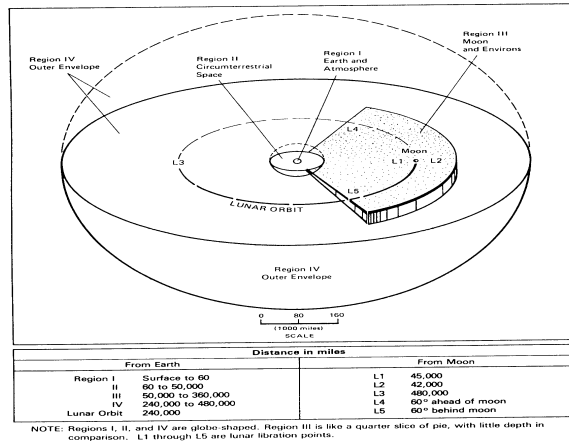 Region IV
Outer Envelope
Region II
Circumterrestrial
Space
Region I
Earth and
Atmosphere
Region III
Moon
and Environs
L4
Moon
L3
L1
L2
L5
LUNAR ORBIT
Region IV
Outer Envelope
0 80 160
(1000 miles)
SCALE
Distance in miles
From Earth
Region I Surface to 60
II 60 to 50,000
III 50,000 to 360,000
IV 240,000 to 480,000
Lunar Orbit 240,000
From Moon
L1 45,000
L2 42,000
L3 480,000
L4 60° ahead of moon
L5 60° behind moon
NOTE: Regions I, II, and IV are globe-shaped. Region III is like a quarter slice of pie, with little depth in
comparison. L1 through L5 are lunar libration points.